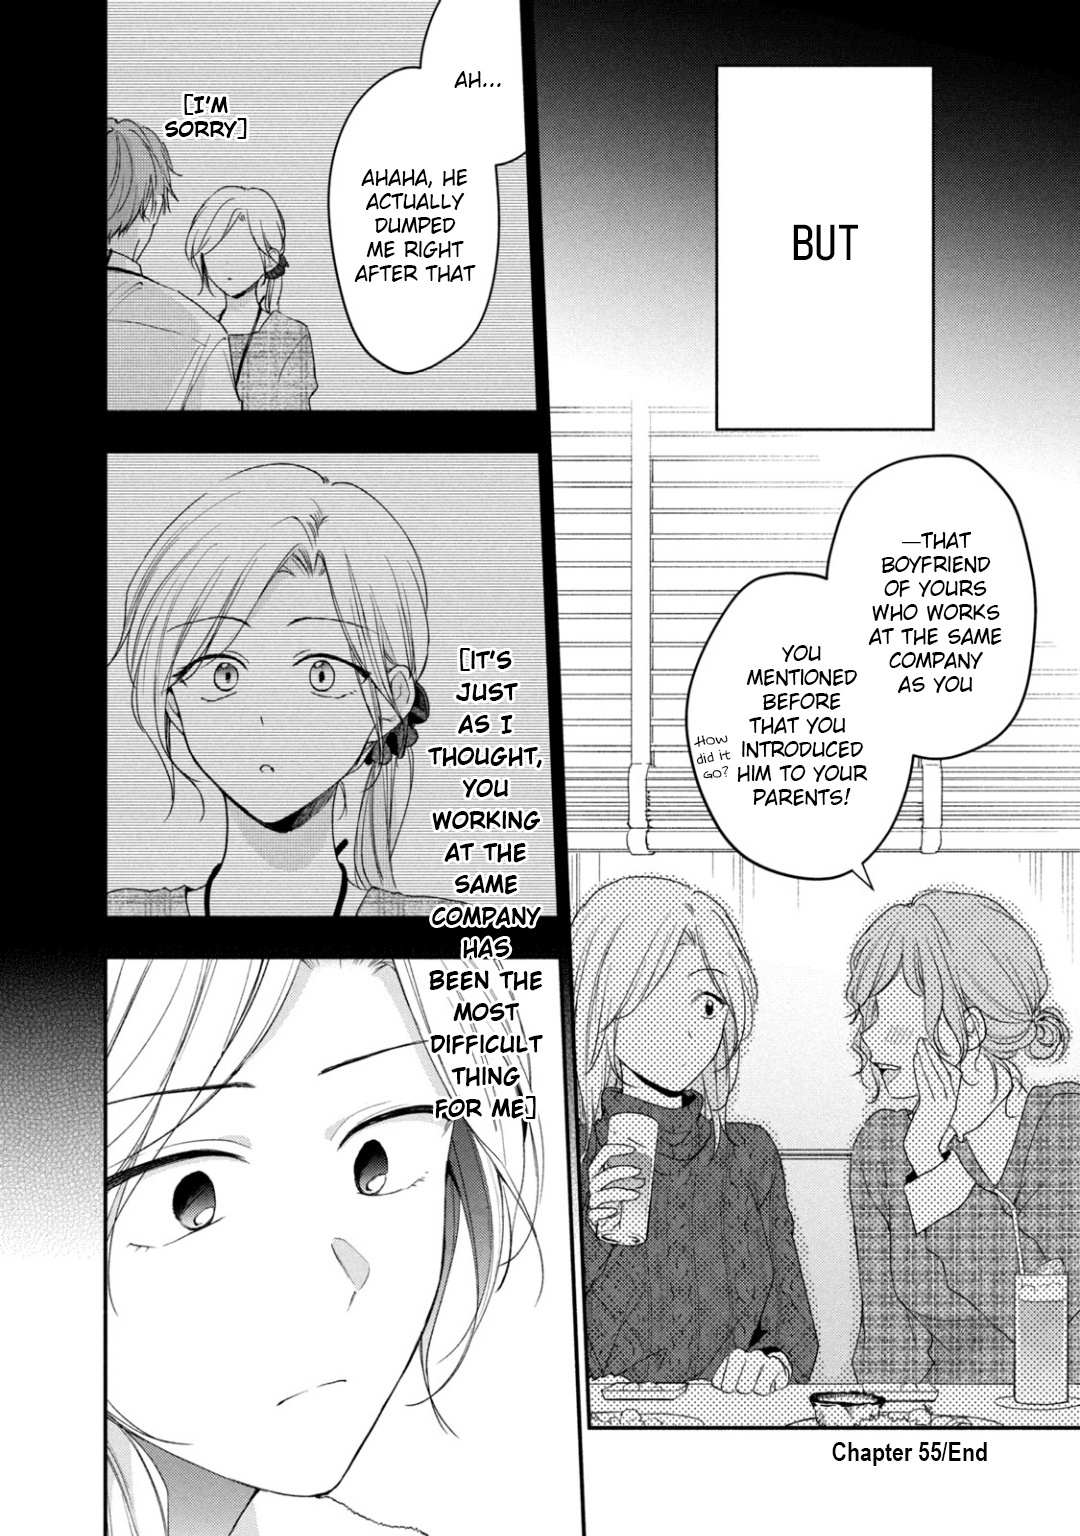 BUT
—THAT
BOYFRIEND
OF YOURS
WHO WORKS
AT THE SAME
COMPANY
AS YOU
YOU
MENTIONED
BEFORE
THAT YOU
INTRODUCED
HIM TO YOUR
PARENTS!
How
did it
go?
AH...
AHAHA, HE
ACTUALLY
DUMPED
ME RIGHT
AFTER THAT
[I'M
SORRY]
[IT'S
JUST
AS I
THOUGHT,
YOU
WORKING
AT THE
SAME
COMPANY
HAS
BEEN THE
MOST
DIFFICULT
THING
FOR ME]
Chapter 55/End